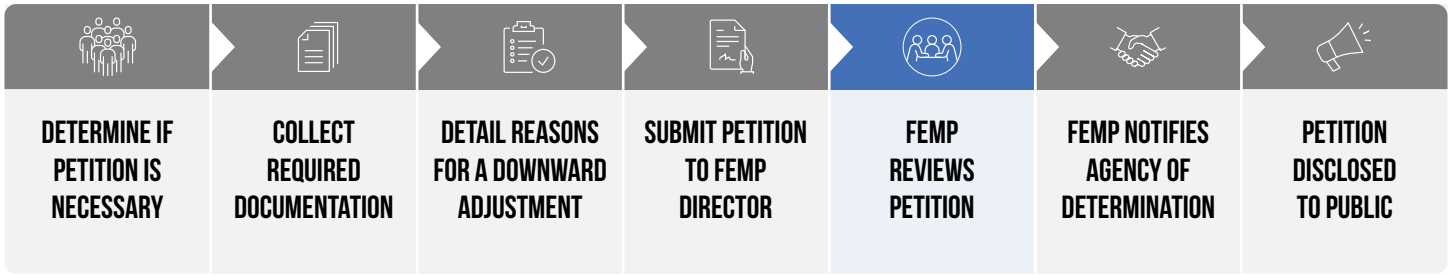 DETERMINE IF
PETITION IS
NECESSARY
COLLECT
REQUIRED
DOCUMENTATION
DETAIL REASONS
FOR A DOWNWARD
ADJUSTMENT
SUBMIT PETITION
TO FEMP
DIRECTOR
FEMP
REVIEWS
PETITION
FEMP NOTIFIES
AGENCY OF
DETERMINATION
PETITION
DISCLOSED
TO PUBLIC